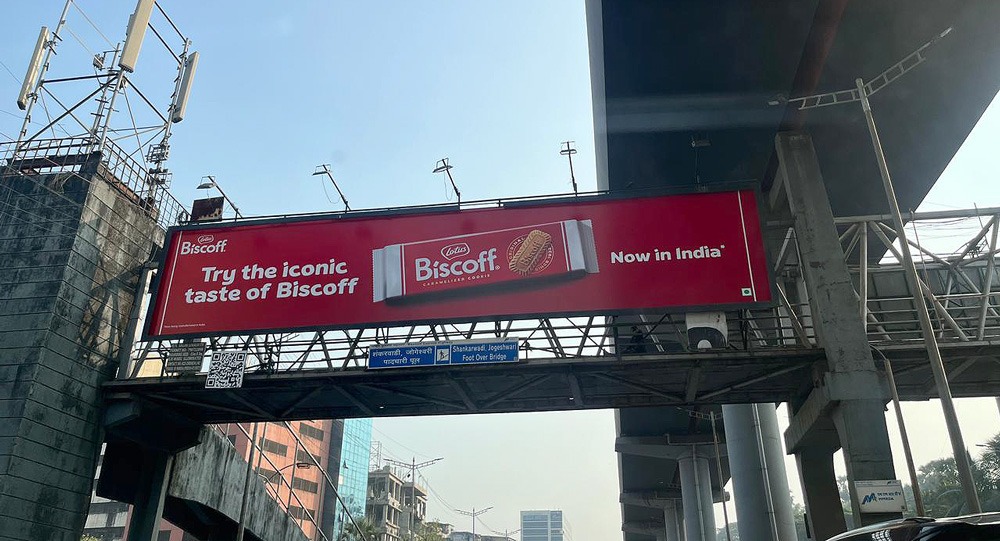 Lotus
Biscoff
Try the iconic
taste of Biscoff
Lotus
Biscoff®
CARAMELIZED COOKIE
Now in India*
शंकरवाडी, जोगेश्वरी
पादचारी पूल
Shankarwadi, Jogeshwari
Foot Over Bridge